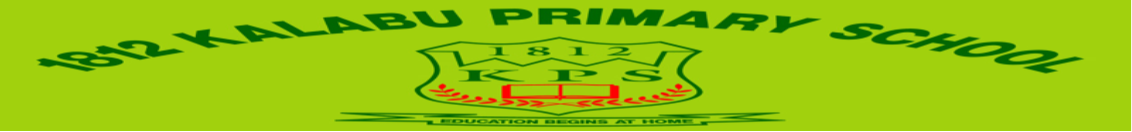 1812 KALABU PRIMARY SCHOOL
1812
KPS
EDUCATION BEGINS AT HOME